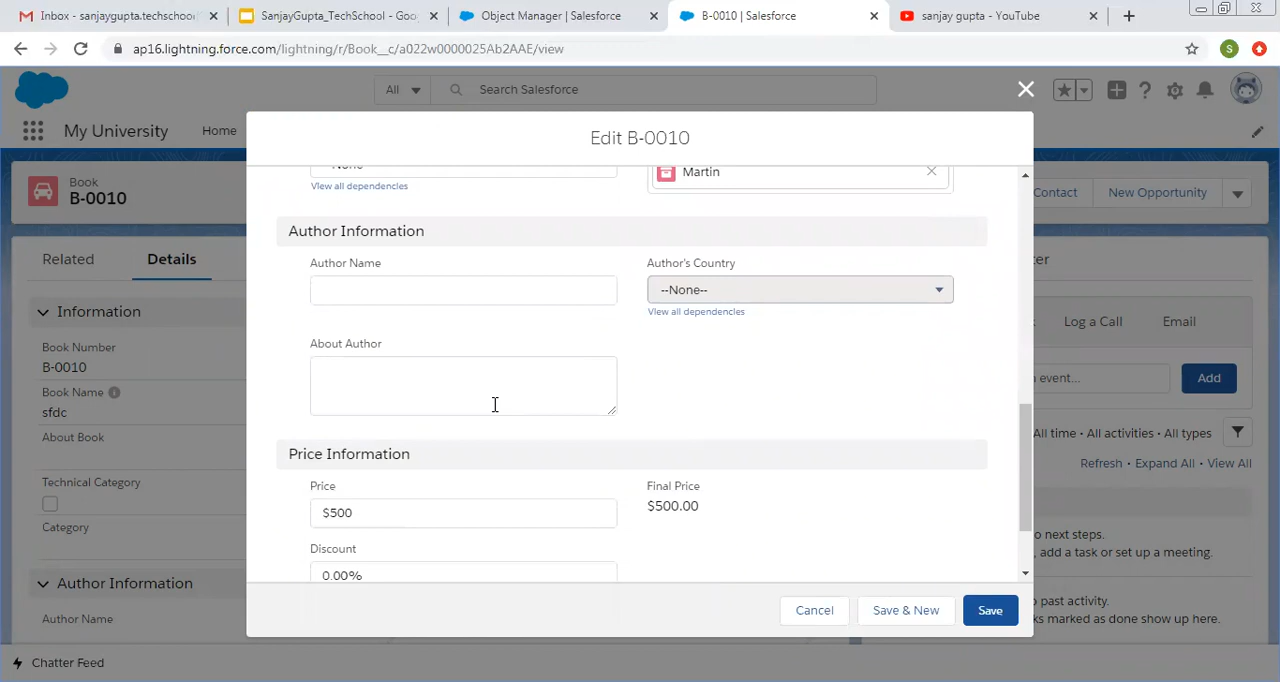 Inbox - sanjaygupta.techschool
SanjayGupta_TechSchool - Goo
Object Manager | Salesforce
B-0010 | Salesforce
sanjay gupta - YouTube
ap16.lightning.force.com/lightning/r/Book__c/a022w0000025Ab2AAE/view
S
All
Search Salesforce
My University
Home
Edit B-0010
Book
B-0010
Contact
New Opportunity
--None--
View all dependencies
Martin
Author Information
Related
Details
Author Name
Author's Country
--None--
View all dependencies
Information
Log a Call
Email
Book Number
B-0010
About Author
Book Name
sfdc
About Book
event...
Add
All time • All activities • All types
Refresh • Expand All • View All
Price Information
Technical Category
Category
Price
$500
Final Price
$500.00
next steps.
, add a task or set up a meeting.
Discount
0.00%
Author Information
Author Name
past activity.
ks marked as done show up here.
Cancel
Save & New
Save
Chatter Feed